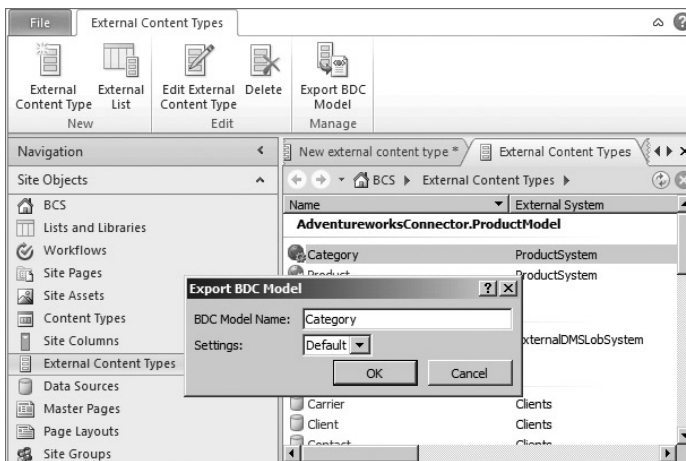 File External Content Types
External Content Type
External List
Edit External Content Type
Delete
Export BDC Model
New
Edit
Manage
Navigation
New external content type *
External Content Types
Site Objects
BCS
External Content Types
Name
External System
BCS
AdventureworksConnector.ProductModel
Lists and Libraries
Workflows
Category
ProductSystem
Site Pages
Product
ProductSystem
Site Assets
Export BDC Model
Content Types
BDC Model Name:
Category
Site Columns
Settings:
Default
xternalDMSLobSystem
External Content Types
OK
Cancel
Data Sources
Master Pages
Carrier
Clients
Page Layouts
Client
Clients
Site Groups
Contact
Clients